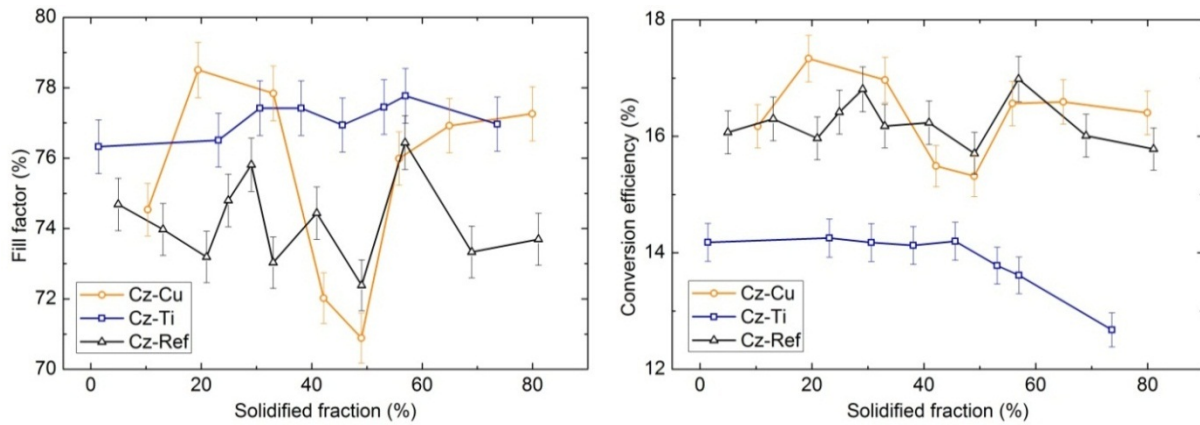 80
78
76
74
72
70
Fill factor (%)
Cz-Cu
Cz-Ti
Cz-Ref
0
20
40
60
80
Solidified fraction (%)
18
16
14
12
Conversion efficiency (%)
Cz-Cu
Cz-Ti
Cz-Ref
0
20
40
60
80
Solidified fraction (%)